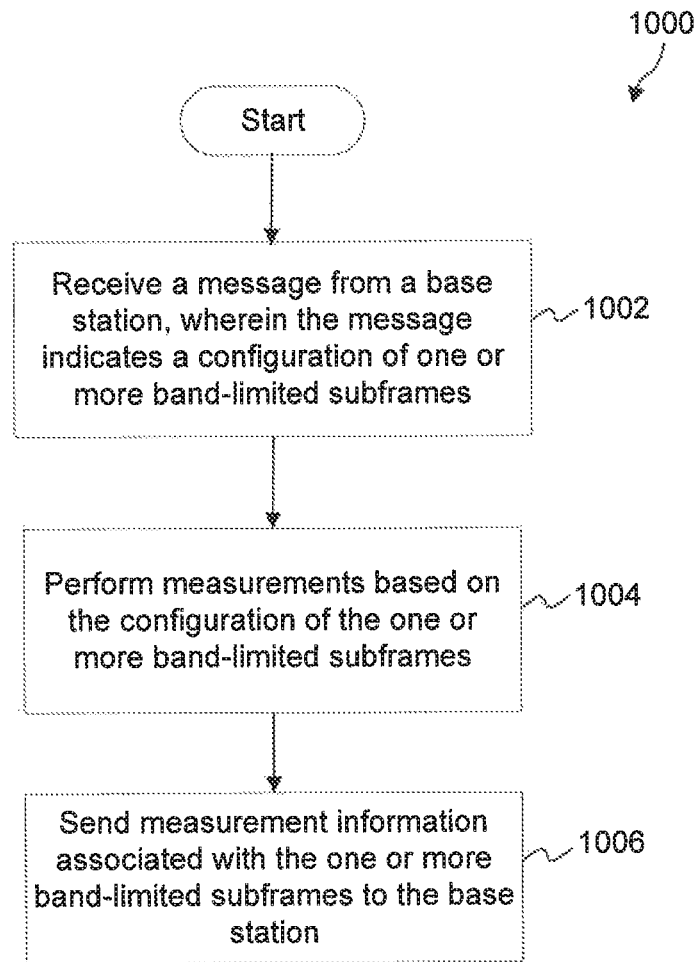 1000
Start
Receive a message from a base
station, wherein the message
indicates a configuration of one or
more band-limited subframes
1002
Perform measurements based on
the configuration of the one or
more band-limited subframes
1004
Send measurement information
associated with the one or more
band-limited subframes to the base
station
1006